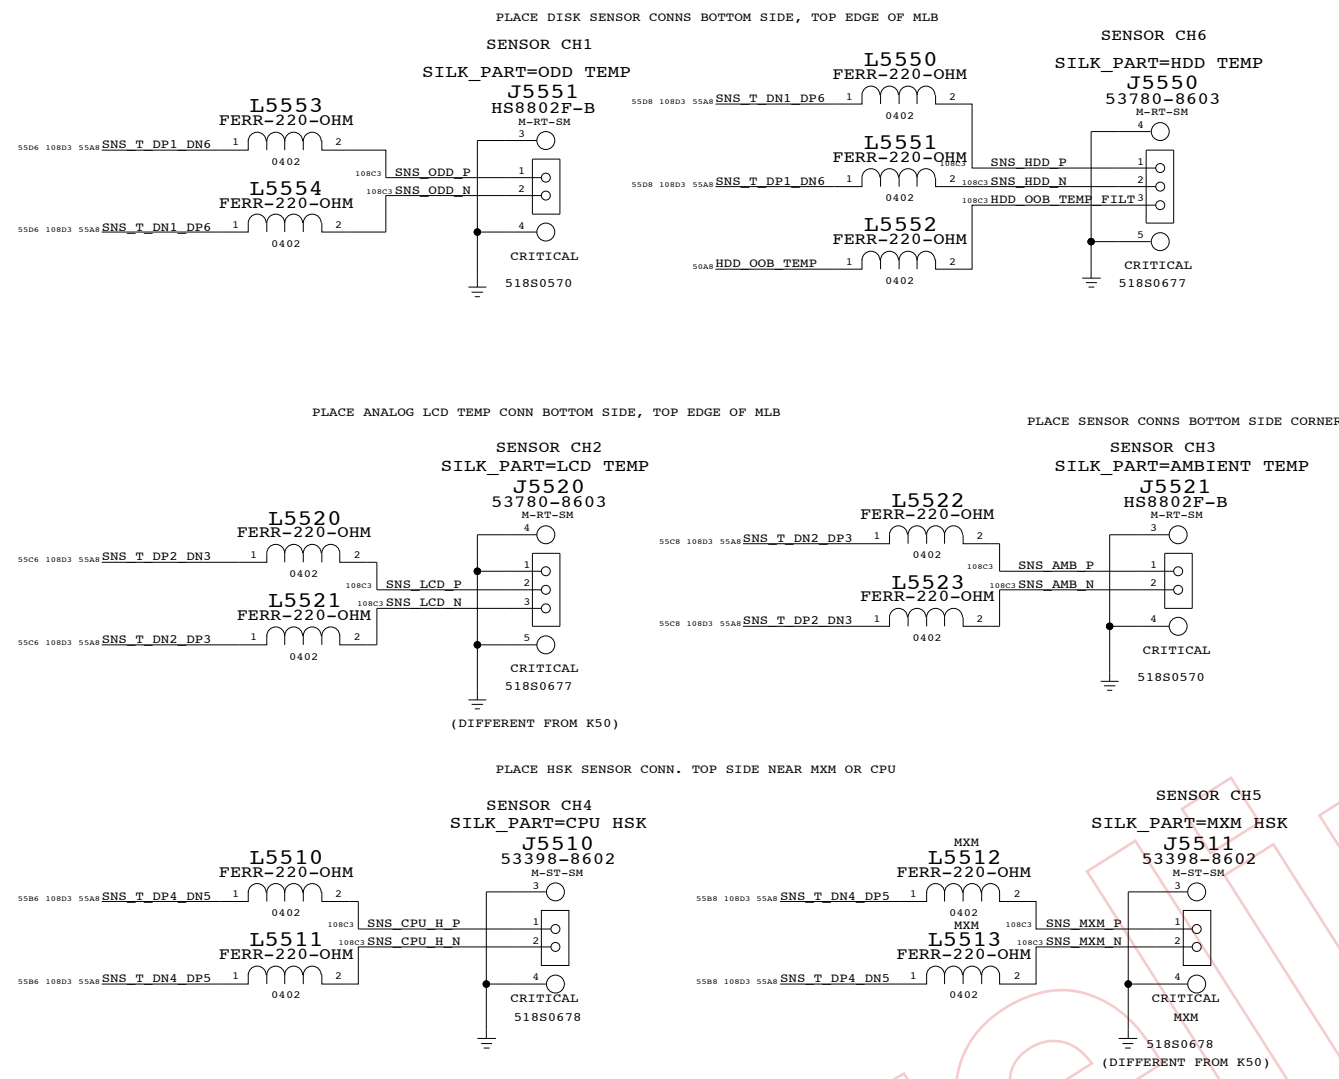 PLACE DISK SENSOR CONNS BOTTOM SIDE, TOP EDGE OF MLB
SENSOR CH1
SILK_PART=ODD TEMP
J5551
HS8802F-B
M-RT-SM
L5553
FERR-220-OHM
55D6 108D3 55A8 SNS_T_DP1_DN6 1 2
0402
3
108C3 SNS_ODD_P 1
108C3 SNS_ODD_N 2
L5554
FERR-220-OHM
55D6 108D3 55A8 SNS_T_DN1_DP6 1 2
0402
4
CRITICAL
518S0570
SENSOR CH6
SILK_PART=HDD TEMP
J5550
53780-8603
M-RT-SM
L5550
FERR-220-OHM
55D8 108D3 55A8 SNS_T_DN1_DP6 1 2
0402
4
L5551
FERR-220-OHM
108C3 SNS_HDD_P 1
55D8 108D3 55A8 SNS_T_DP1_DN6 1 2
108C3 SNS_HDD_N 2
0402
108C3 HDD_OOB_TEMP_FILT 3
L5552
FERR-220-OHM
50A8 HDD_OOB_TEMP 1 2
0402
5
CRITICAL
518S0677
PLACE ANALOG LCD TEMP CONN BOTTOM SIDE, TOP EDGE OF MLB
SENSOR CH2
SILK_PART=LCD TEMP
J5520
53780-8603
M-RT-SM
L5520
FERR-220-OHM
55C6 108D3 55A8 SNS_T_DP2_DN3 1 2
0402
4
1
108C3 SNS_LCD_P 2
108C3 SNS_LCD_N 3
L5521
FERR-220-OHM
55C6 108D3 55A8 SNS_T_DN2_DP3 1 2
0402
5
CRITICAL
518S0677
(DIFFERENT FROM K50)
PLACE SENSOR CONNS BOTTOM SIDE CORNER
SENSOR CH3
SILK_PART=AMBIENT TEMP
J5521
HS8802F-B
M-RT-SM
L5522
FERR-220-OHM
55C8 108D3 55A8 SNS_T_DN2_DP3 1 2
0402
3
108C3 SNS_AMB_P 1
108C3 SNS_AMB_N 2
L5523
FERR-220-OHM
55C8 108D3 55A8 SNS_T_DP2_DN3 1 2
0402
4
CRITICAL
518S0570
PLACE HSK SENSOR CONN. TOP SIDE NEAR MXM OR CPU
SENSOR CH4
SILK_PART=CPU HSK
J5510
53398-8602
M-ST-SM
L5510
FERR-220-OHM
55B6 108D3 55A8 SNS_T_DP4_DN5 1 2
0402
3
108C3 SNS_CPU_H_P 1
108C3 SNS_CPU_H_N 2
L5511
FERR-220-OHM
55B6 108D3 55A8 SNS_T_DN4_DP5 1 2
0402
4
CRITICAL
518S0678
SENSOR CH5
SILK_PART=MXM HSK
J5511
53398-8602
M-ST-SM
MXM
L5512
FERR-220-OHM
55B8 108D3 55A8 SNS_T_DN4_DP5 1 2
0402
3
108C3 SNS_MXM_P 1
108C3 SNS_MXM_N 2
MXM
L5513
FERR-220-OHM
55B8 108D3 55A8 SNS_T_DP4_DN5 1 2
0402
4
CRITICAL
MXM
518S0678
(DIFFERENT FROM K50)